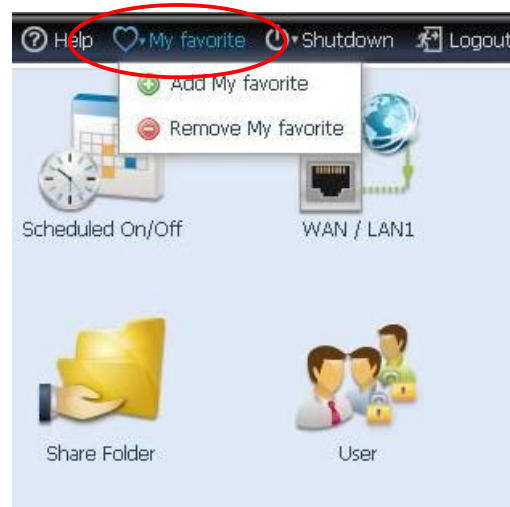 Help My favorite Shutdown Logout
Add My favorite
Remove My favorite
Scheduled On/Off WAN / LAN1
Share Folder User